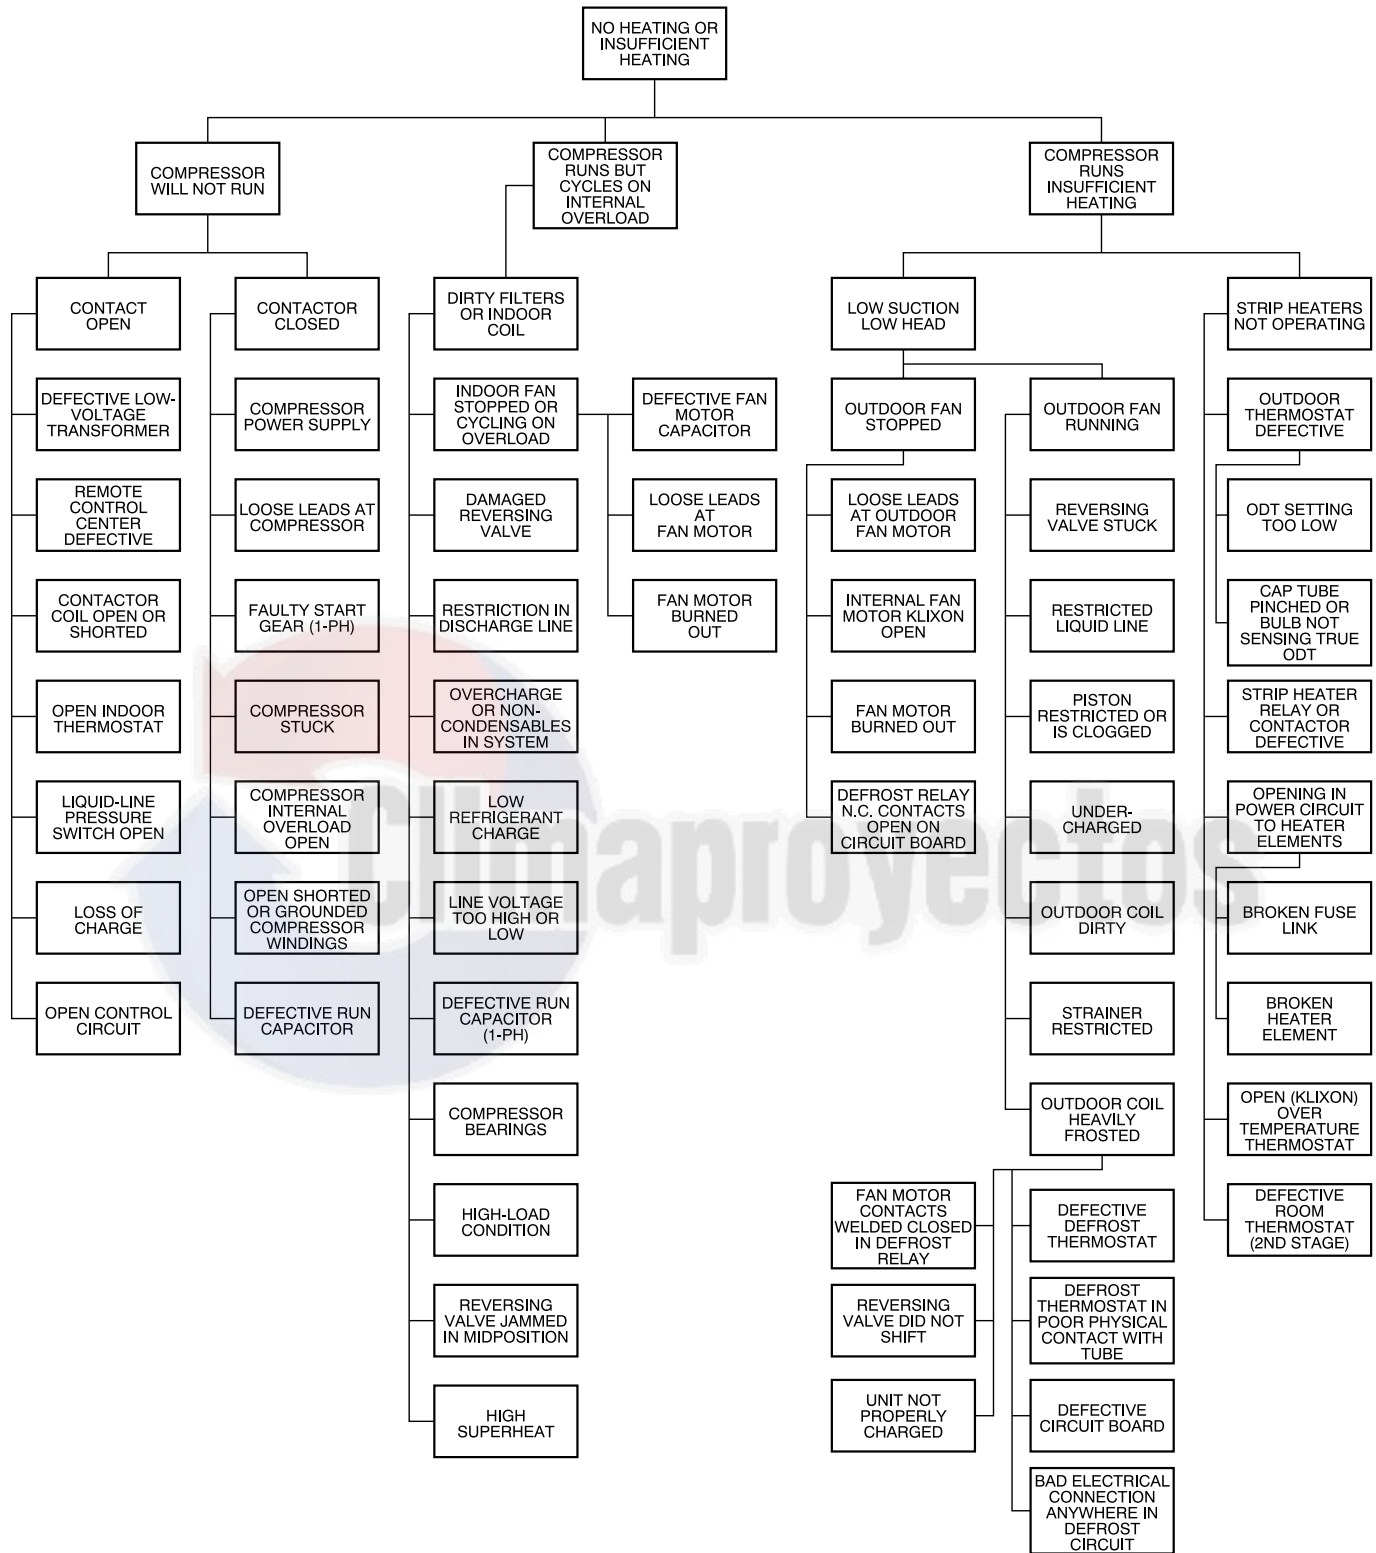 NO HEATING OR
INSUFFICIENT
HEATING
COMPRESSOR
WILL NOT RUN
COMPRESSOR
RUNS BUT
CYCLES ON
INTERNAL
OVERLOAD
COMPRESSOR
RUNS
INSUFFICIENT
HEATING
CONTACT
OPEN
DEFECTIVE LOW-
VOLTAGE
TRANSFORMER
REMOTE
CONTROL
CENTER
DEFECTIVE
CONTACTOR
COIL OPEN OR
SHORTED
OPEN INDOOR
THERMOSTAT
LIQUID-LINE
PRESSURE
SWITCH OPEN
LOSS OF
CHARGE
OPEN CONTROL
CIRCUIT
CONTACTOR
CLOSED
COMPRESSOR
POWER SUPPLY
LOOSE LEADS AT
COMPRESSOR
FAULTY START
GEAR (1-PH)
COMPRESSOR
STUCK
COMPRESSOR
INTERNAL
OVERLOAD
OPEN
OPEN SHORTED
OR GROUNDED
COMPRESSOR
WINDINGS
DEFECTIVE RUN
CAPACITOR
DIRTY FILTERS
OR INDOOR
COIL
INDOOR FAN
STOPPED OR
CYCLING ON
OVERLOAD
DAMAGED
REVERSING
VALVE
RESTRICTION IN
DISCHARGE LINE
OVERCHARGE
OR NON-
CONDENSABLES
IN SYSTEM
LOW
REFRIGERANT
CHARGE
LINE VOLTAGE
TOO HIGH OR
LOW
DEFECTIVE RUN
CAPACITOR
(1-PH)
COMPRESSOR
BEARINGS
HIGH-LOAD
CONDITION
REVERSING
VALVE JAMMED
IN MIDPOSITION
HIGH
SUPERHEAT
DEFECTIVE FAN
MOTOR
CAPACITOR
LOOSE LEADS
AT
FAN MOTOR
FAN MOTOR
BURNED
OUT
LOW SUCTION
LOW HEAD
OUTDOOR FAN
STOPPED
LOOSE LEADS
AT OUTDOOR
FAN MOTOR
INTERNAL FAN
MOTOR KLIXON
OPEN
FAN MOTOR
BURNED OUT
DEFROST RELAY
N.C. CONTACTS
OPEN ON
CIRCUIT BOARD
OUTDOOR FAN
RUNNING
REVERSING
VALVE STUCK
RESTRICTED
LIQUID LINE
PISTON
RESTRICTED OR
IS CLOGGED
UNDER-
CHARGED
OUTDOOR COIL
DIRTY
STRAINER
RESTRICTED
OUTDOOR COIL
HEAVILY
FROSTED
FAN MOTOR
CONTACTS
WELDED CLOSED
IN DEFROST
RELAY
REVERSING
VALVE DID NOT
SHIFT
UNIT NOT
PROPERLY
CHARGED
DEFECTIVE
DEFROST
THERMOSTAT
DEFROST
THERMOSTAT IN
POOR PHYSICAL
CONTACT WITH
TUBE
DEFECTIVE
CIRCUIT BOARD
BAD ELECTRICAL
CONNECTION
ANYWHERE IN
DEFROST
CIRCUIT
STRIP HEATERS
NOT OPERATING
OUTDOOR
THERMOSTAT
DEFECTIVE
ODT SETTING
TOO LOW
CAP TUBE
PINCHED OR
BULB NOT
SENSING TRUE
ODT
STRIP HEATER
RELAY OR
CONTACTOR
DEFECTIVE
OPENING IN
POWER CIRCUIT
TO HEATER
ELEMENTS
BROKEN FUSE
LINK
BROKEN
HEATER
ELEMENT
OPEN (KLIXON)
OVER
TEMPERATURE
THERMOSTAT
DEFECTIVE
ROOM
THERMOSTAT
(2ND STAGE)
Climaproyectos